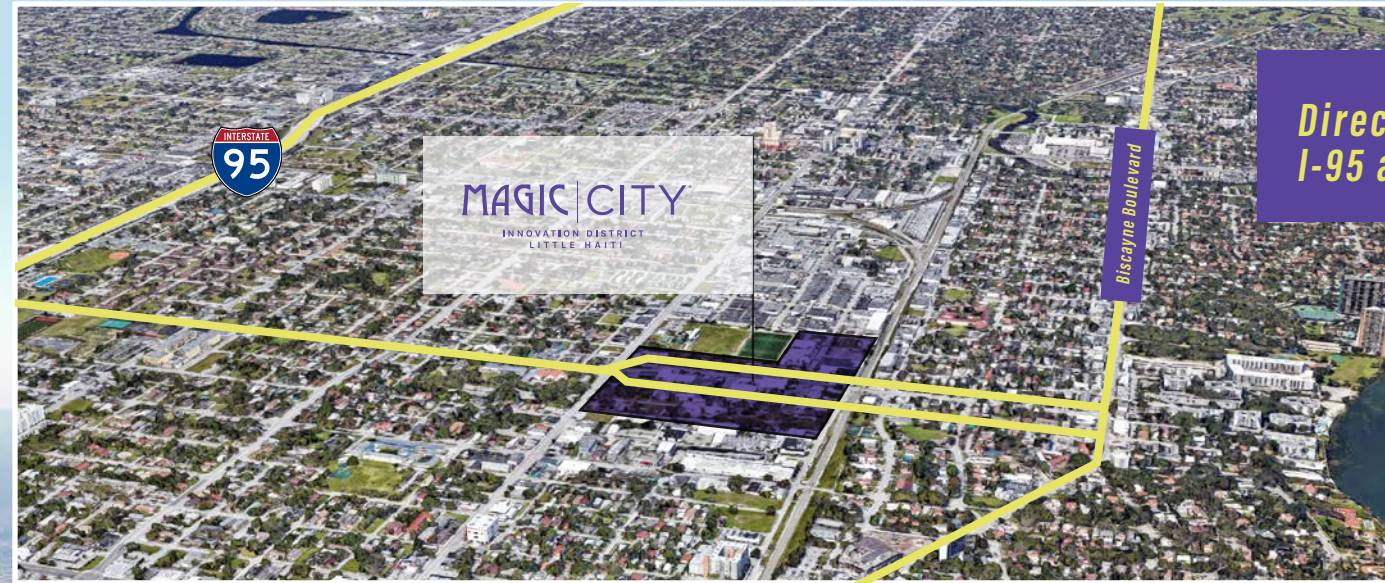 INTERSTATE
95
MAGIC CITY
INNOVATION DISTRICT
LITTLE HAITI
Biscayne Boulevard
Direc
I-95 a